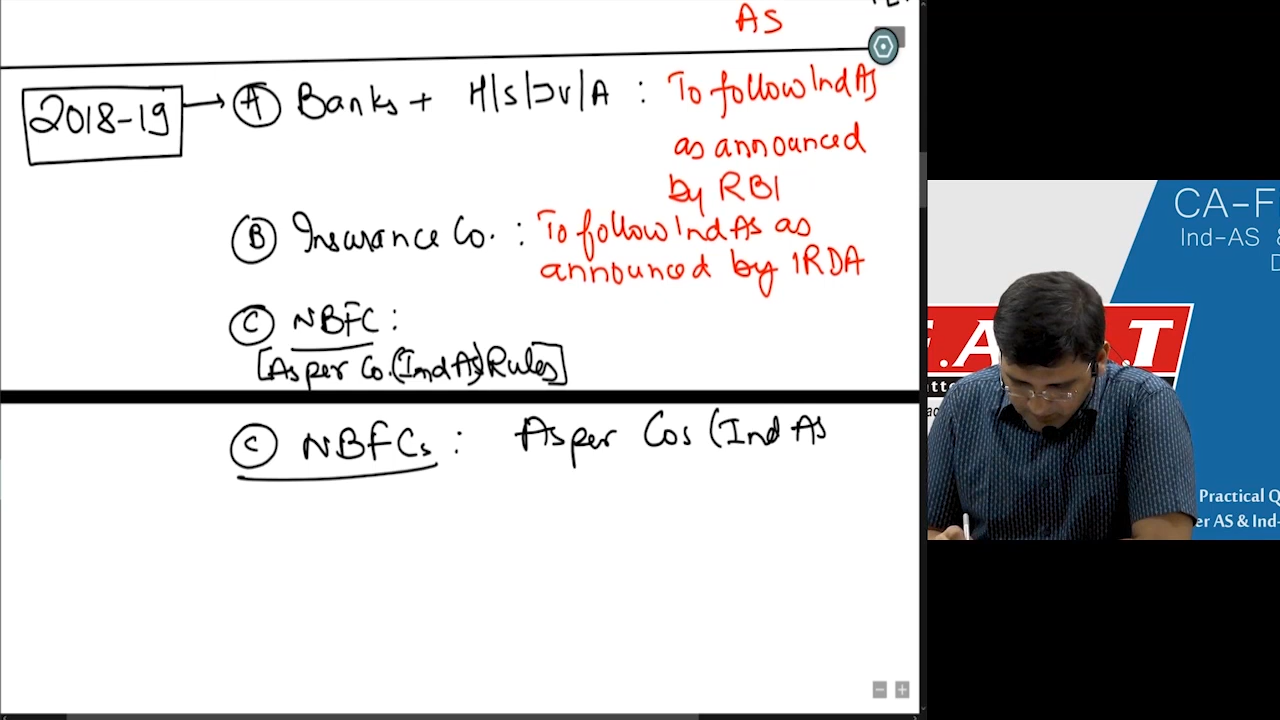 AS
2018-19 → (A) Banks + H|S|JV|A : To follow Ind AS
as announced
by RBI
(B) Insurance Co. : To follow Ind AS as
announced by IRDA
(C) NBFC :
[As per Co. (Ind AS) Rules]
(C) NBFCs : As per Cos (Ind AS
CA-F
Ind-AS
D
.A T
Practical Q
er AS & Ind-